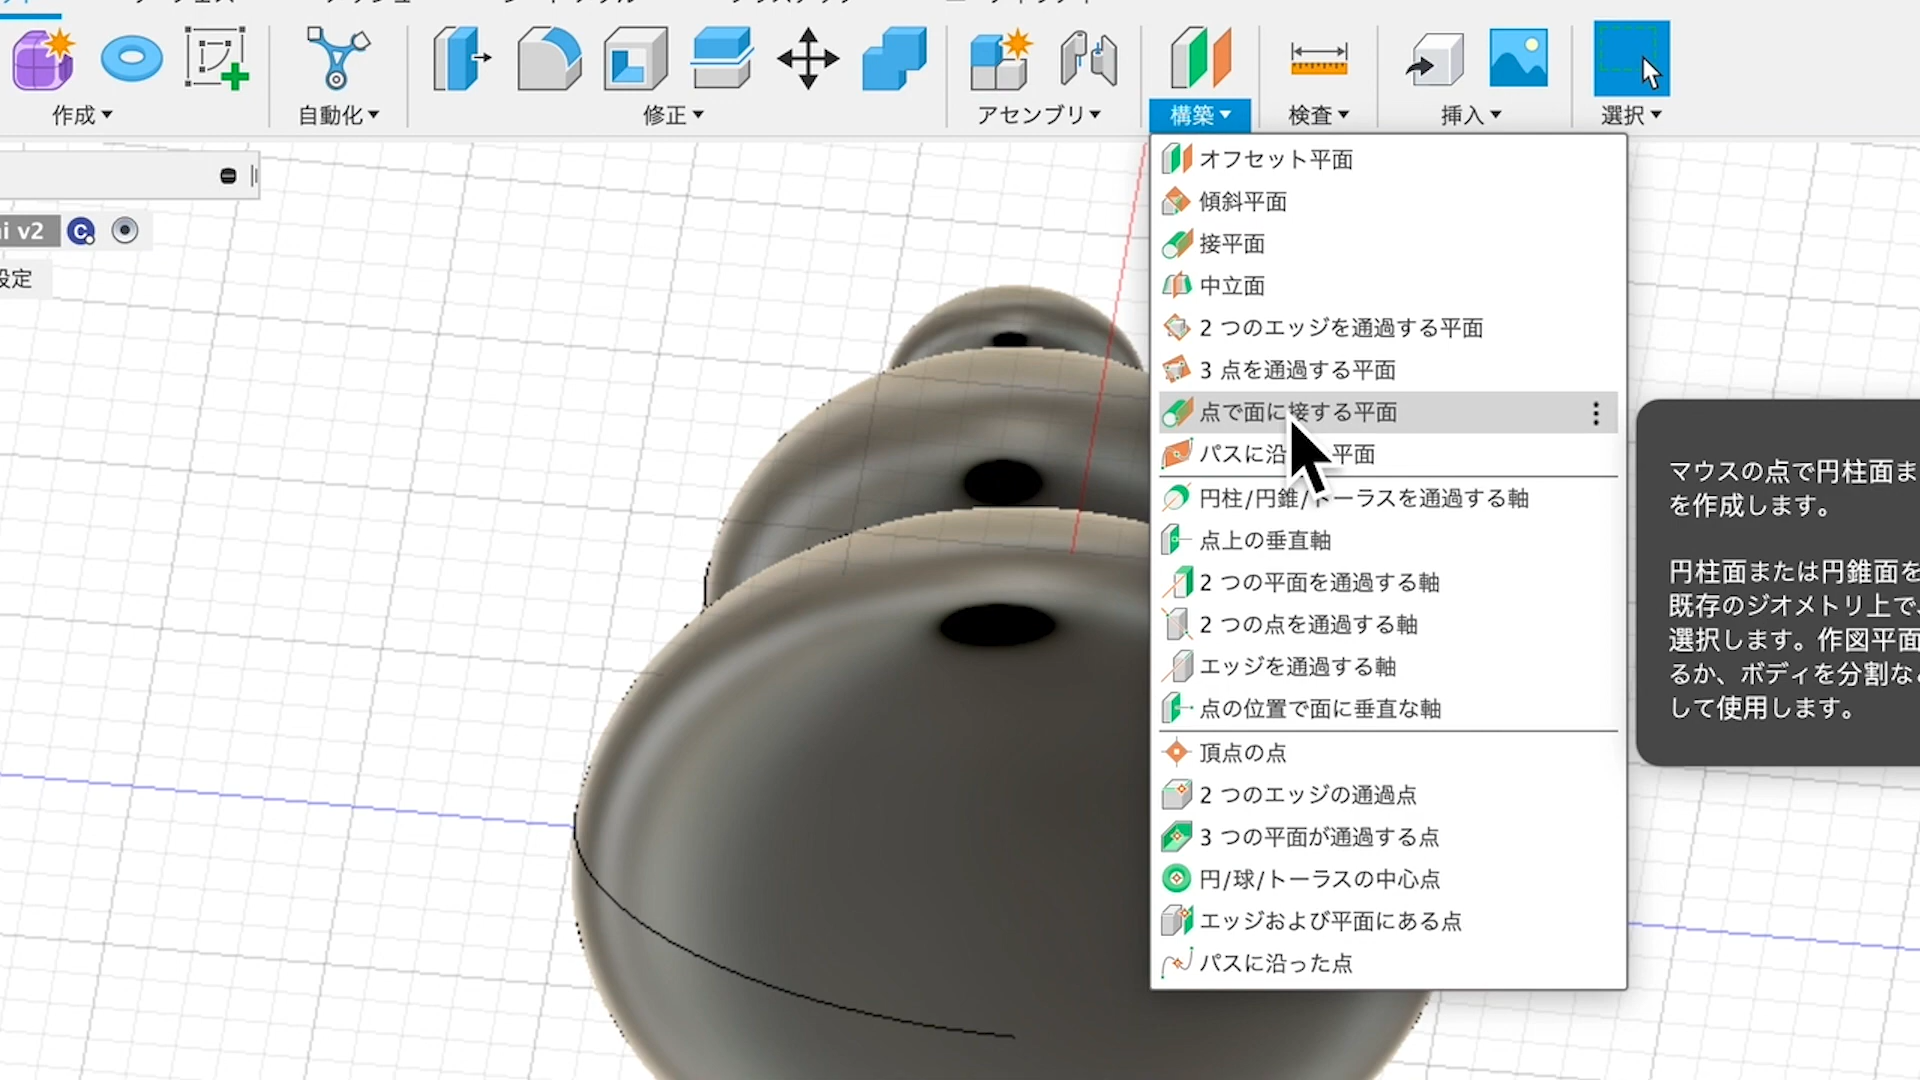 作成▼
自動化▼
修正▼
アセンブリ▼
構築▼
検査▼
挿入▼
選択▼
i v2
設定
オフセット平面
傾斜平面
接平面
中立面
2 つのエッジを通過する平面
3 点を通過する平面
点で面に接する平面
パスに沿 平面
円柱/円錐/トーラスを通過する軸
点上の垂直軸
2 つの平面を通過する軸
2 つの点を通過する軸
エッジを通過する軸
点の位置で面に垂直な軸
頂点の点
2 つのエッジの通過点
3 つの平面が通過する点
円/球/トーラスの中心点
エッジおよび平面にある点
パスに沿った点
マウスの点で円柱面ま
を作成します。
円柱面または円錐面を
既存のジオメトリ上で、
選択します。作図平面
るか、ボディを分割な
して使用します。